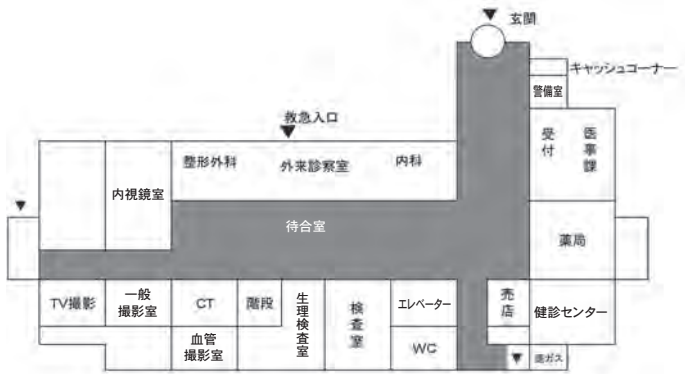 玄関
キャッシュコーナー
警備室
救急入口
受付
医事課
整形外科
外来診察室
内科
内視鏡室
待合室
薬局
TV撮影
一般
撮影室
CT
階段
生理検査室
検査室
エレベーター
売店
健診センター
血管
撮影室
WC
ガス